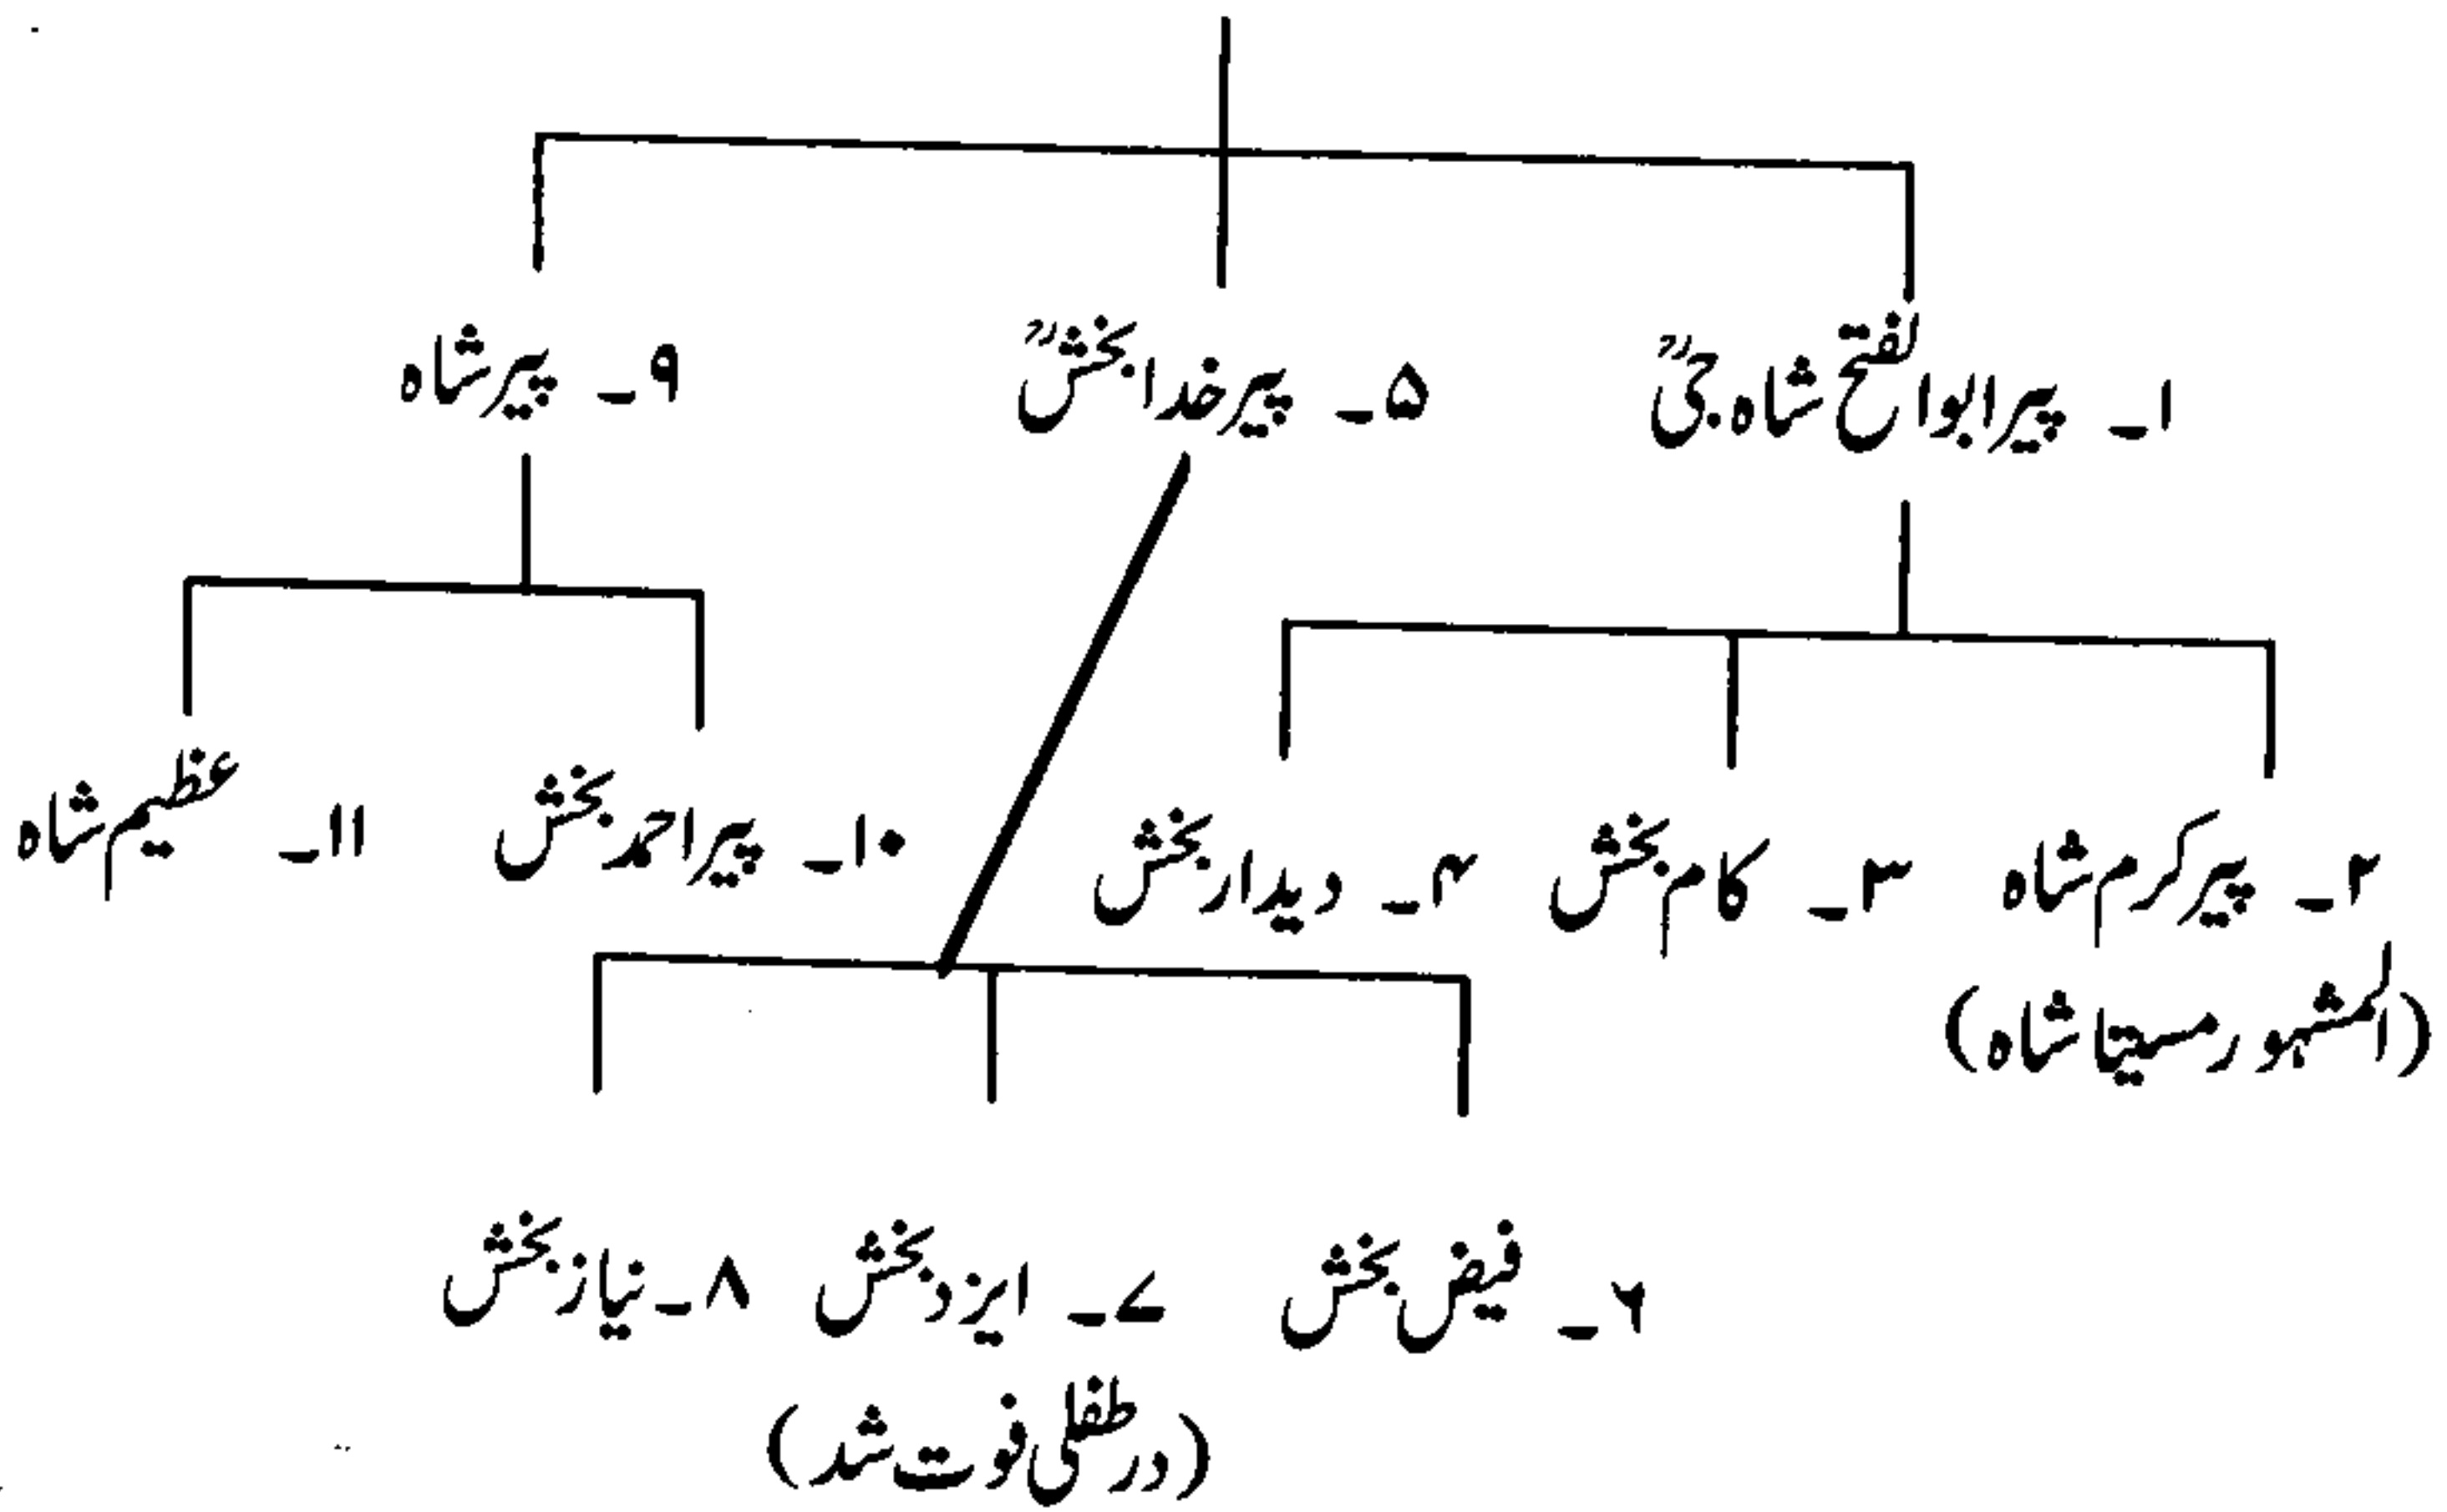 ۱۔ پیر ابوالفتح شاہ جیؒ ۵۔ پیر خدا بخشؒ ۹۔ پیر شاہ
۲۔ پیر کرم شاہ ۳۔ کام بخش ۴۔ دیدار بخش ۱۰۔ پیر احمد بخش ۱۱۔ عظیم شاہ
(المشہور مسیتا شاہ)
۶۔ فیض بخش ۷۔ ایزد بخش ۸۔ نیاز بخش
(در طفلی فوت شد)